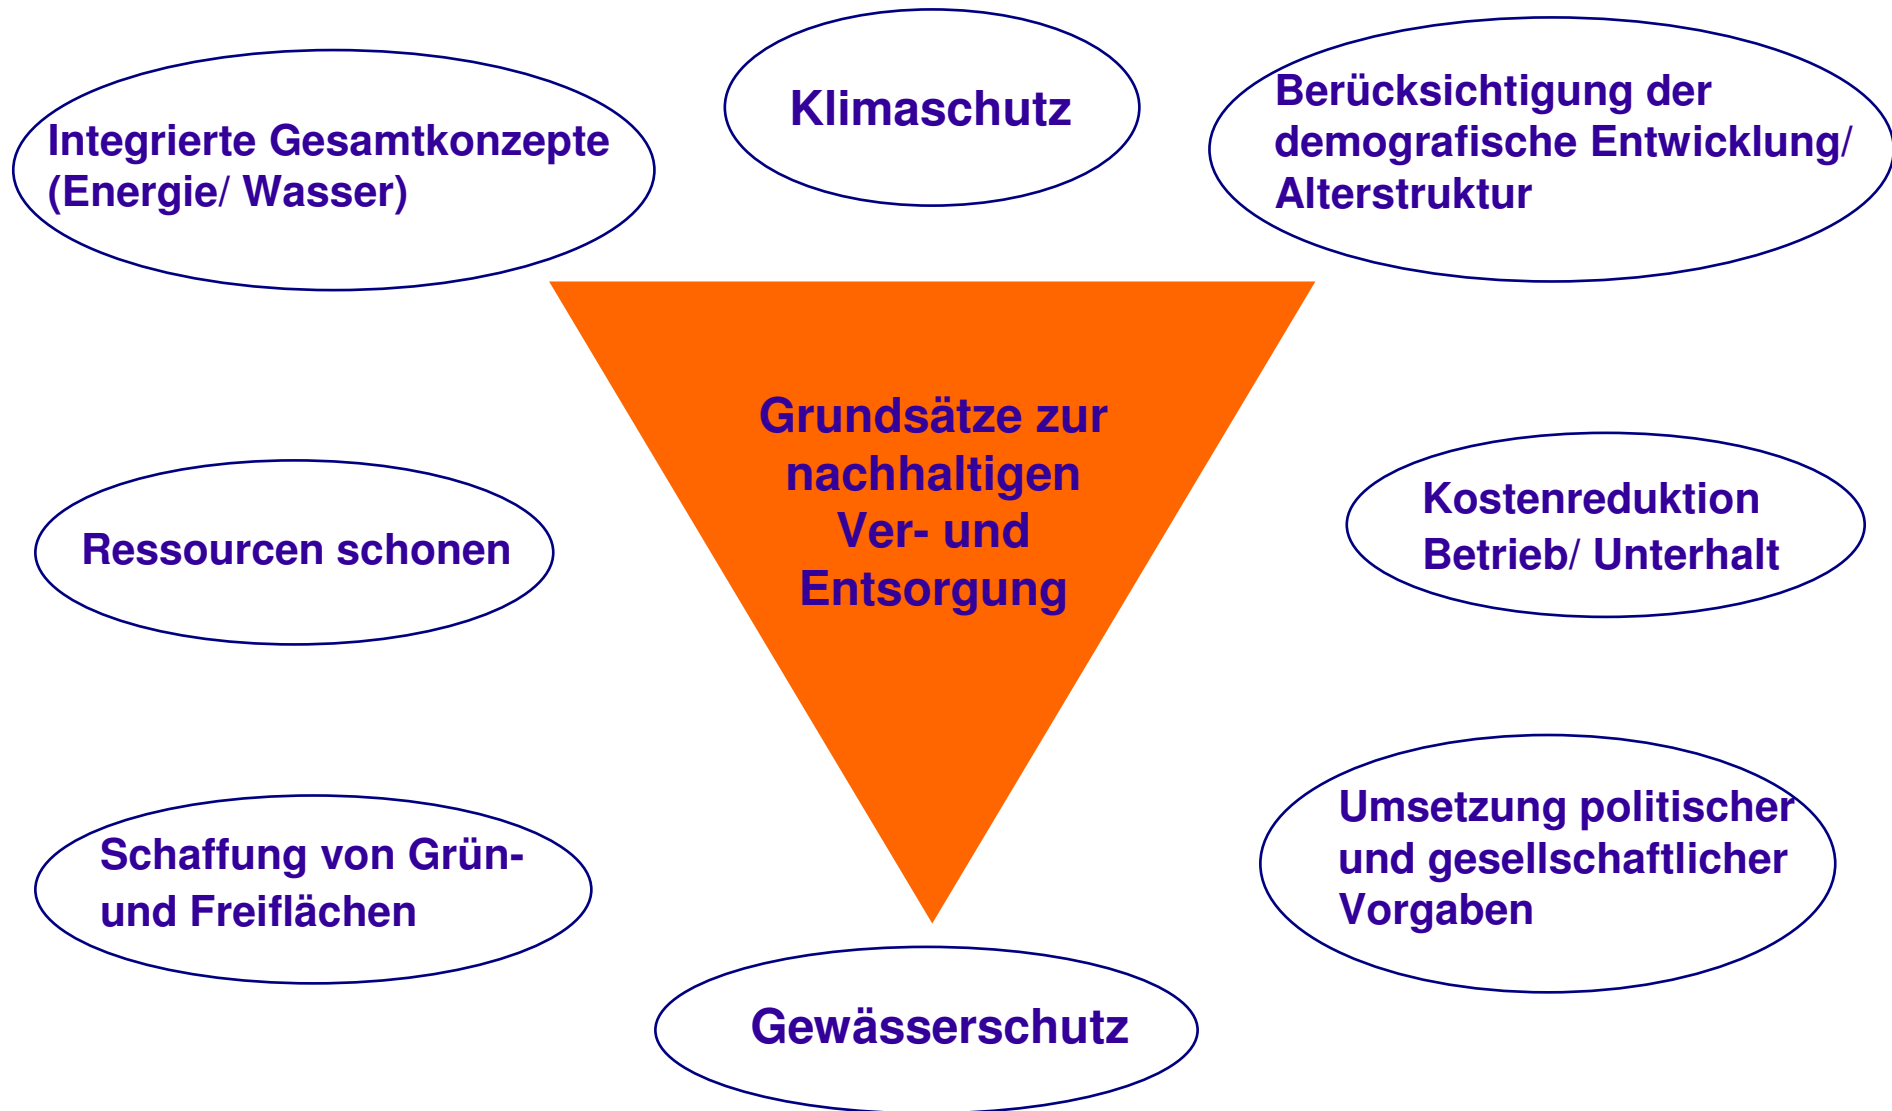 Klimaschutz
Integrierte Gesamtkonzepte
(Energie/ Wasser)
Berücksichtigung der
demografische Entwicklung/
Alterstruktur
Grundsätze zur
nachhaltigen
Ver- und
Entsorgung
Ressourcen schonen
Kostenreduktion
Betrieb/ Unterhalt
Schaffung von Grün-
und Freiflächen
Umsetzung politischer
und gesellschaftlicher
Vorgaben
Gewässerschutz